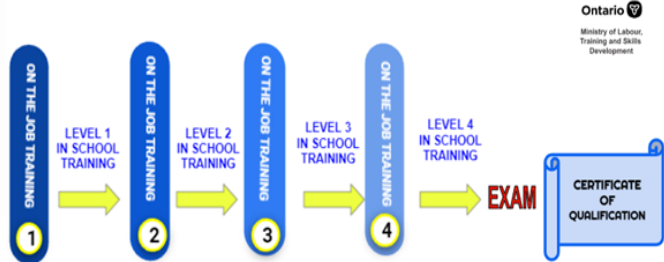 Ontario
Ministry of Labour,
Training and Skills
Development
ON THE JOB TRAINING
1
LEVEL 1
IN SCHOOL
TRAINING
ON THE JOB TRAINING
2
LEVEL 2
IN SCHOOL
TRAINING
ON THE JOB TRAINING
3
LEVEL 3
IN SCHOOL
TRAINING
ON THE JOB TRAINING
4
LEVEL 4
IN SCHOOL
TRAINING
EXAM
CERTIFICATE
OF
QUALIFICATION